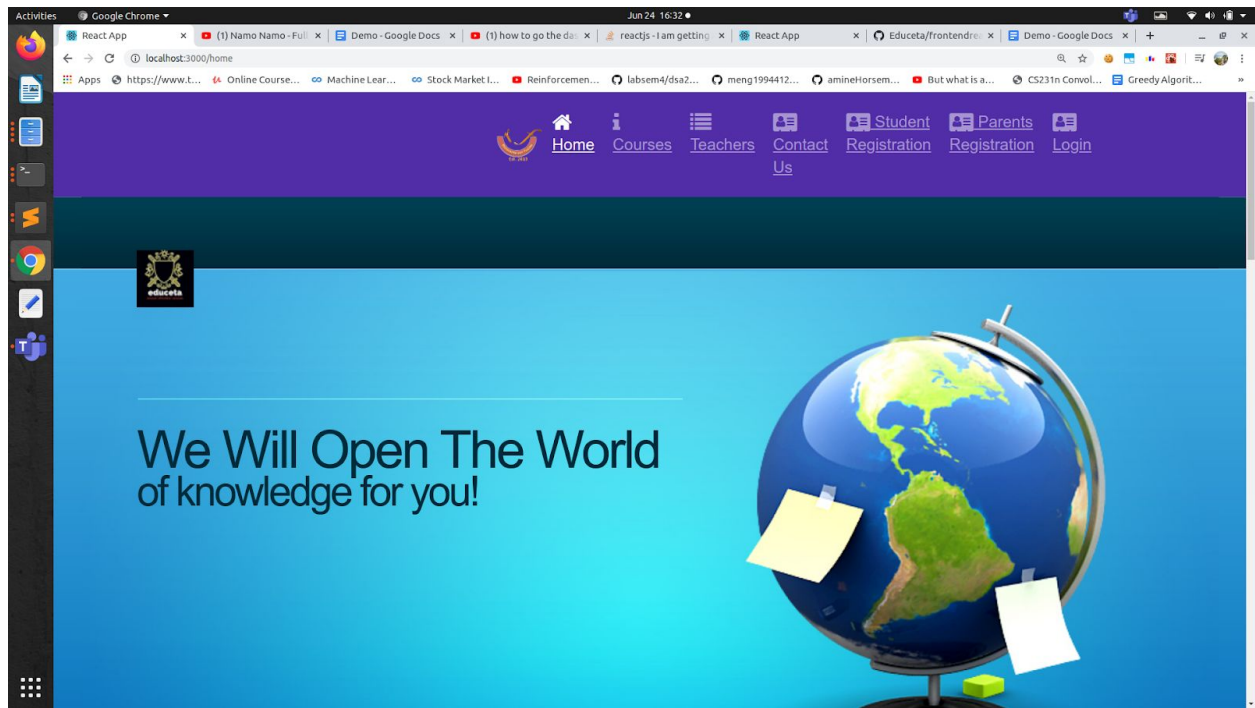 Activities Google Chrome ▾ Jun 24 16:32
React App (1) Namo Namo - Full Demo - Google Docs (1) how to go the das reactjs - I am getting React App Educeta/frontendrea Demo - Google Docs
localhost:3000/home
Apps https://www.t... Online Course... Machine Lear... Stock Market I... Reinforcemen... labsem4/dsa2... meng1994412... amineHorsem... But what is a... CS231n Convol... Greedy Algorit... »
Home Courses Teachers Contact Us Student Registration Parents Registration Login
educeta
We Will Open The World
of knowledge for you!